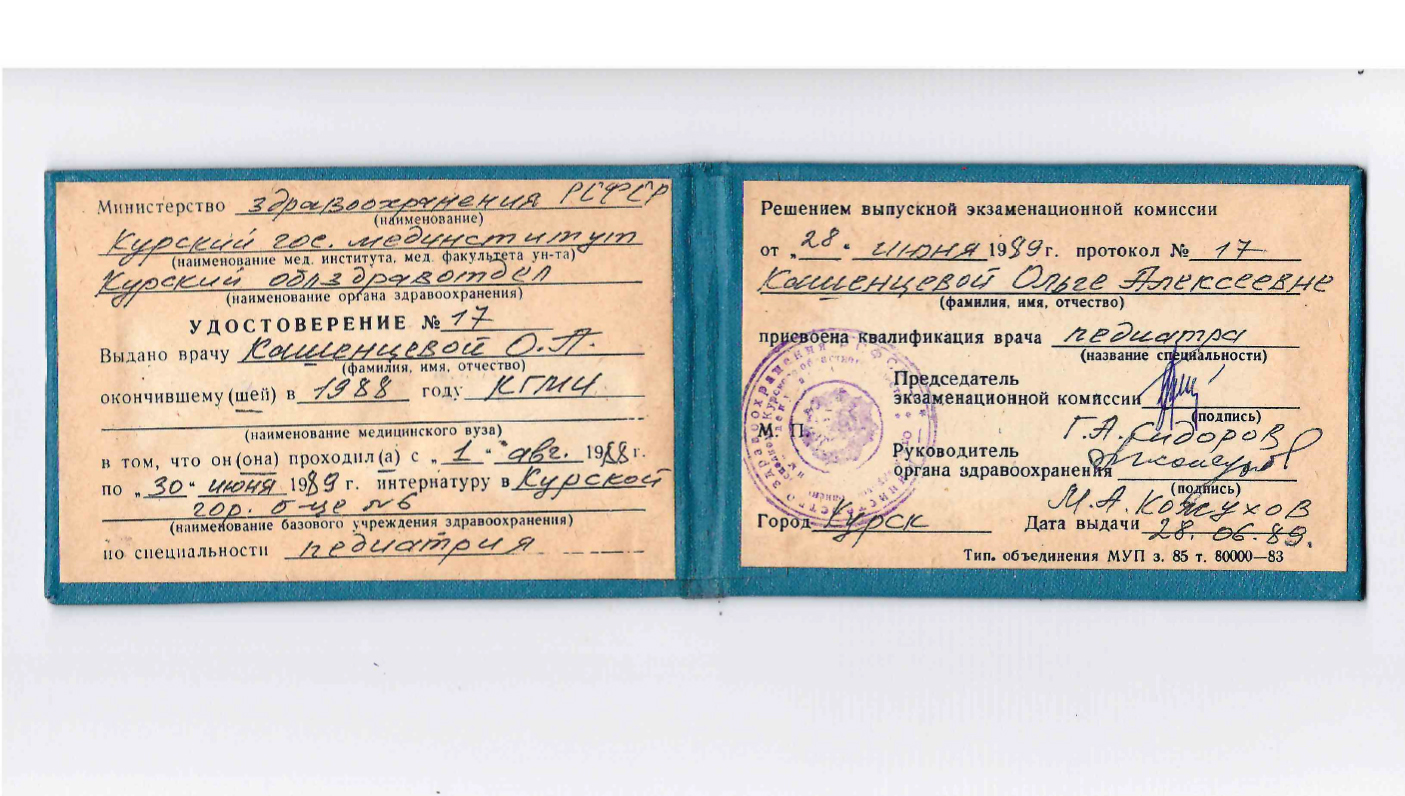 Министерство здравоохранения РСФСР
(наименование)
Курский гос. мединститут
(наименование мед. института, мед. факультета ун-та)
Курский облздравотдел
(наименование органа здравоохранения)
УДОСТОВЕРЕНИЕ № 17
Выдано врачу Кашенцевой О.А.
(фамилия, имя, отчество)
окончившему (шей) в 1988 году КГМИ
(наименование медицинского вуза)
в том, что он (она) проходил (а) с „1" авг. 1988 г.
по „30" июня 1989 г. интернатуру в Курской
гор. б-це №6
(наименование базового учреждения здравоохранения)
по специальности педиатрия
Решением выпускной экзаменационной комиссии
от „28" июня 1989 г. протокол № 17
Кашенцевой Ольге Алексеевне
(фамилия, имя, отчество)
присвоена квалификация врача педиатра
(название специальности)
Председатель
экзаменационной комиссии
(подпись)
М. П.
Г.А. Сидоров
Руководитель
органа здравоохранения
(подпись)
М.А. Кожухов
Город Курск Дата выдачи 28.06.89.
Тип. объединения МУП з. 85 т. 80000—83